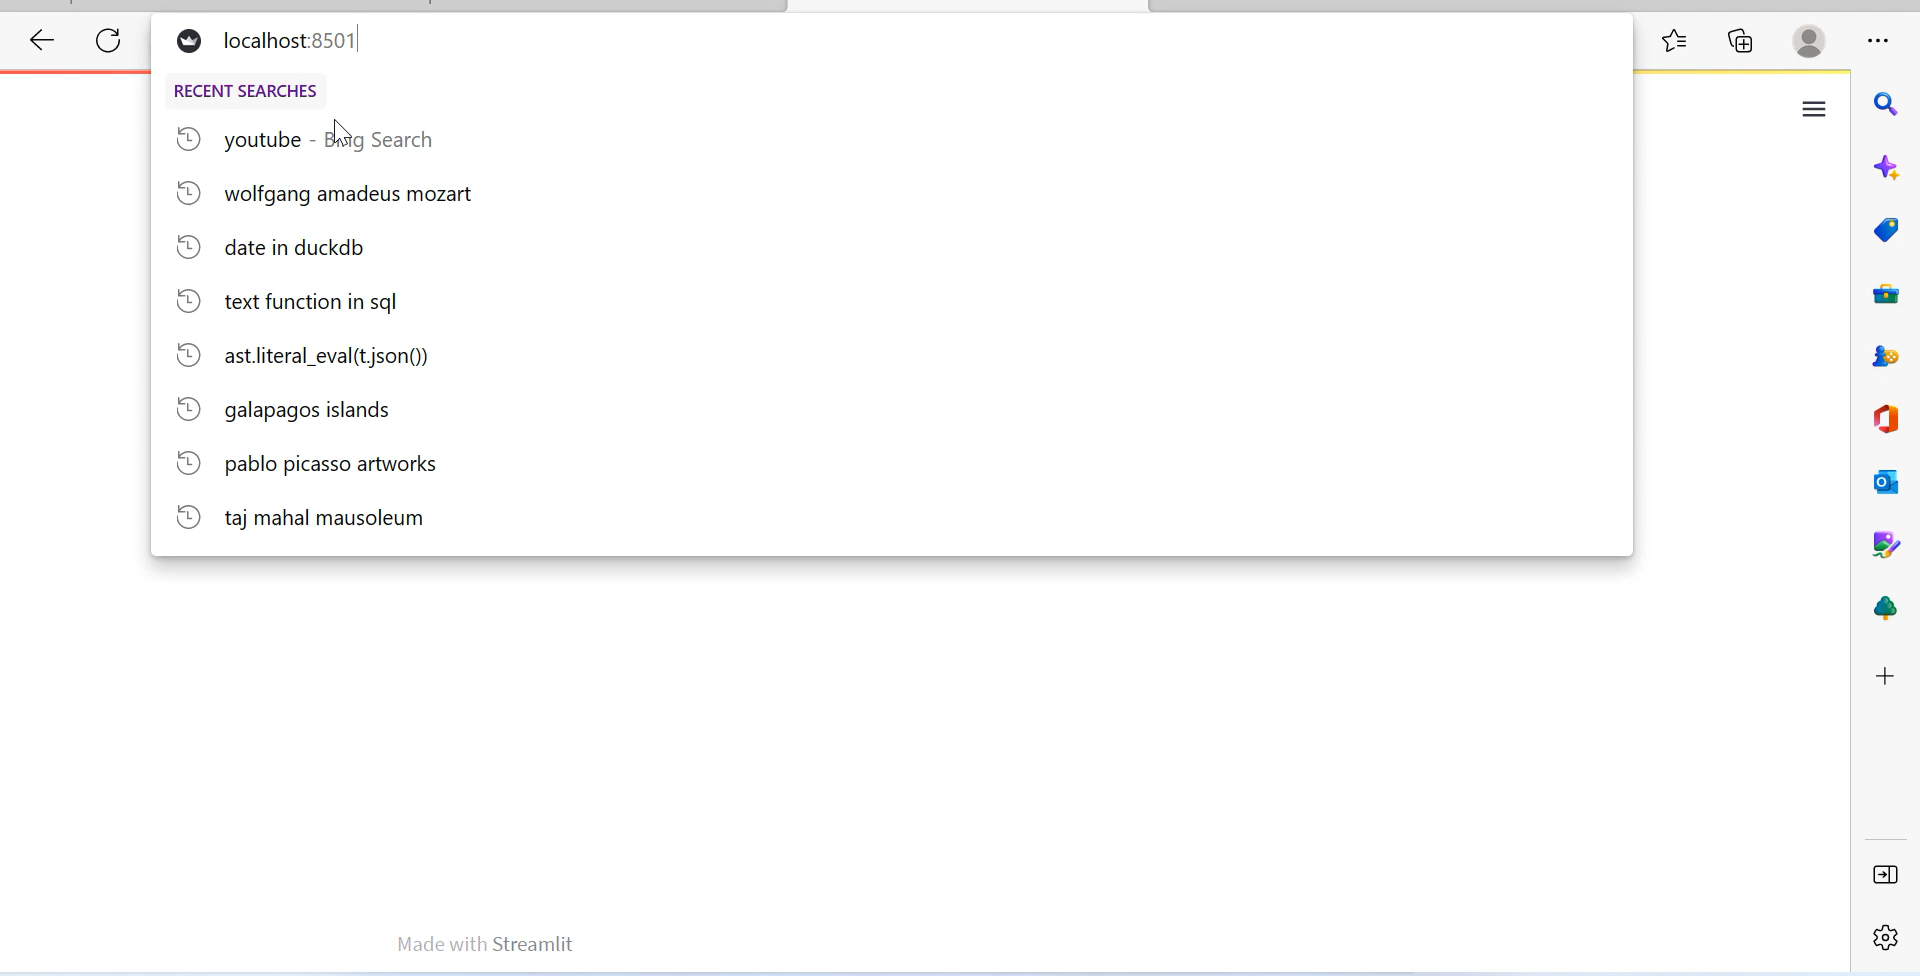 localhost:8501
RECENT SEARCHES
youtube - Bing Search
wolfgang amadeus mozart
date in duckdb
text function in sql
ast.literal_eval(t.json())
galapagos islands
pablo picasso artworks
taj mahal mausoleum
Made with Streamlit